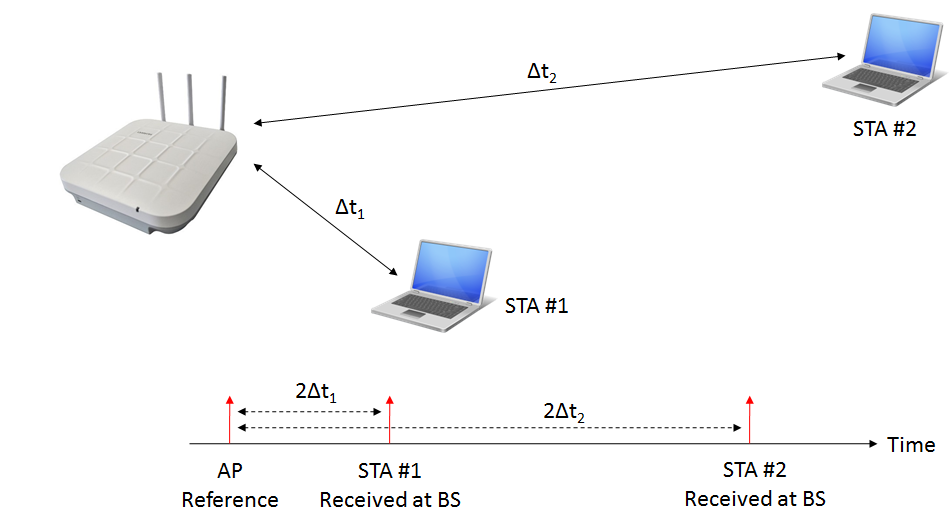 Δt₂
STA #2
Δt₁
STA #1
2Δt₁
2Δt₂
Time
AP
Reference
STA #1
Received at BS
STA #2
Received at BS